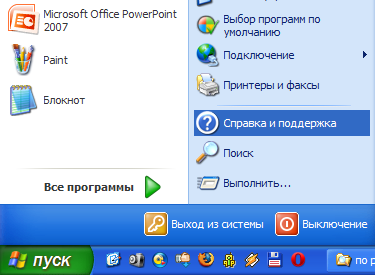 Microsoft Office PowerPoint
2007
Paint
Блокнот
Все программы
Выбор программ по
умолчанию
Подключение
Принтеры и факсы
Справка и поддержка
Поиск
Выполнить...
Выход из системы
Выключение
пуск
по р